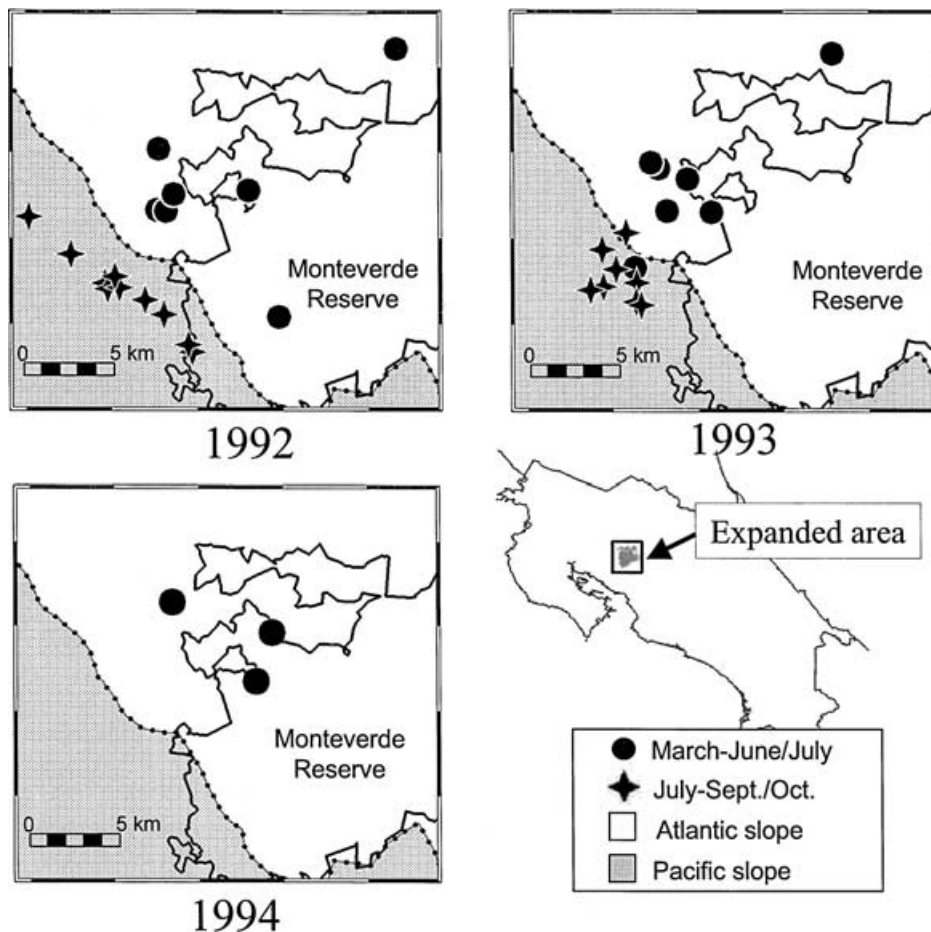 Monteverde
Reserve
0
5 km
1992
Monteverde
Reserve
0
5 km
1993
Monteverde
Reserve
0
5 km
1994
Expanded area
March-June/July
July-Sept./Oct.
Atlantic slope
Pacific slope